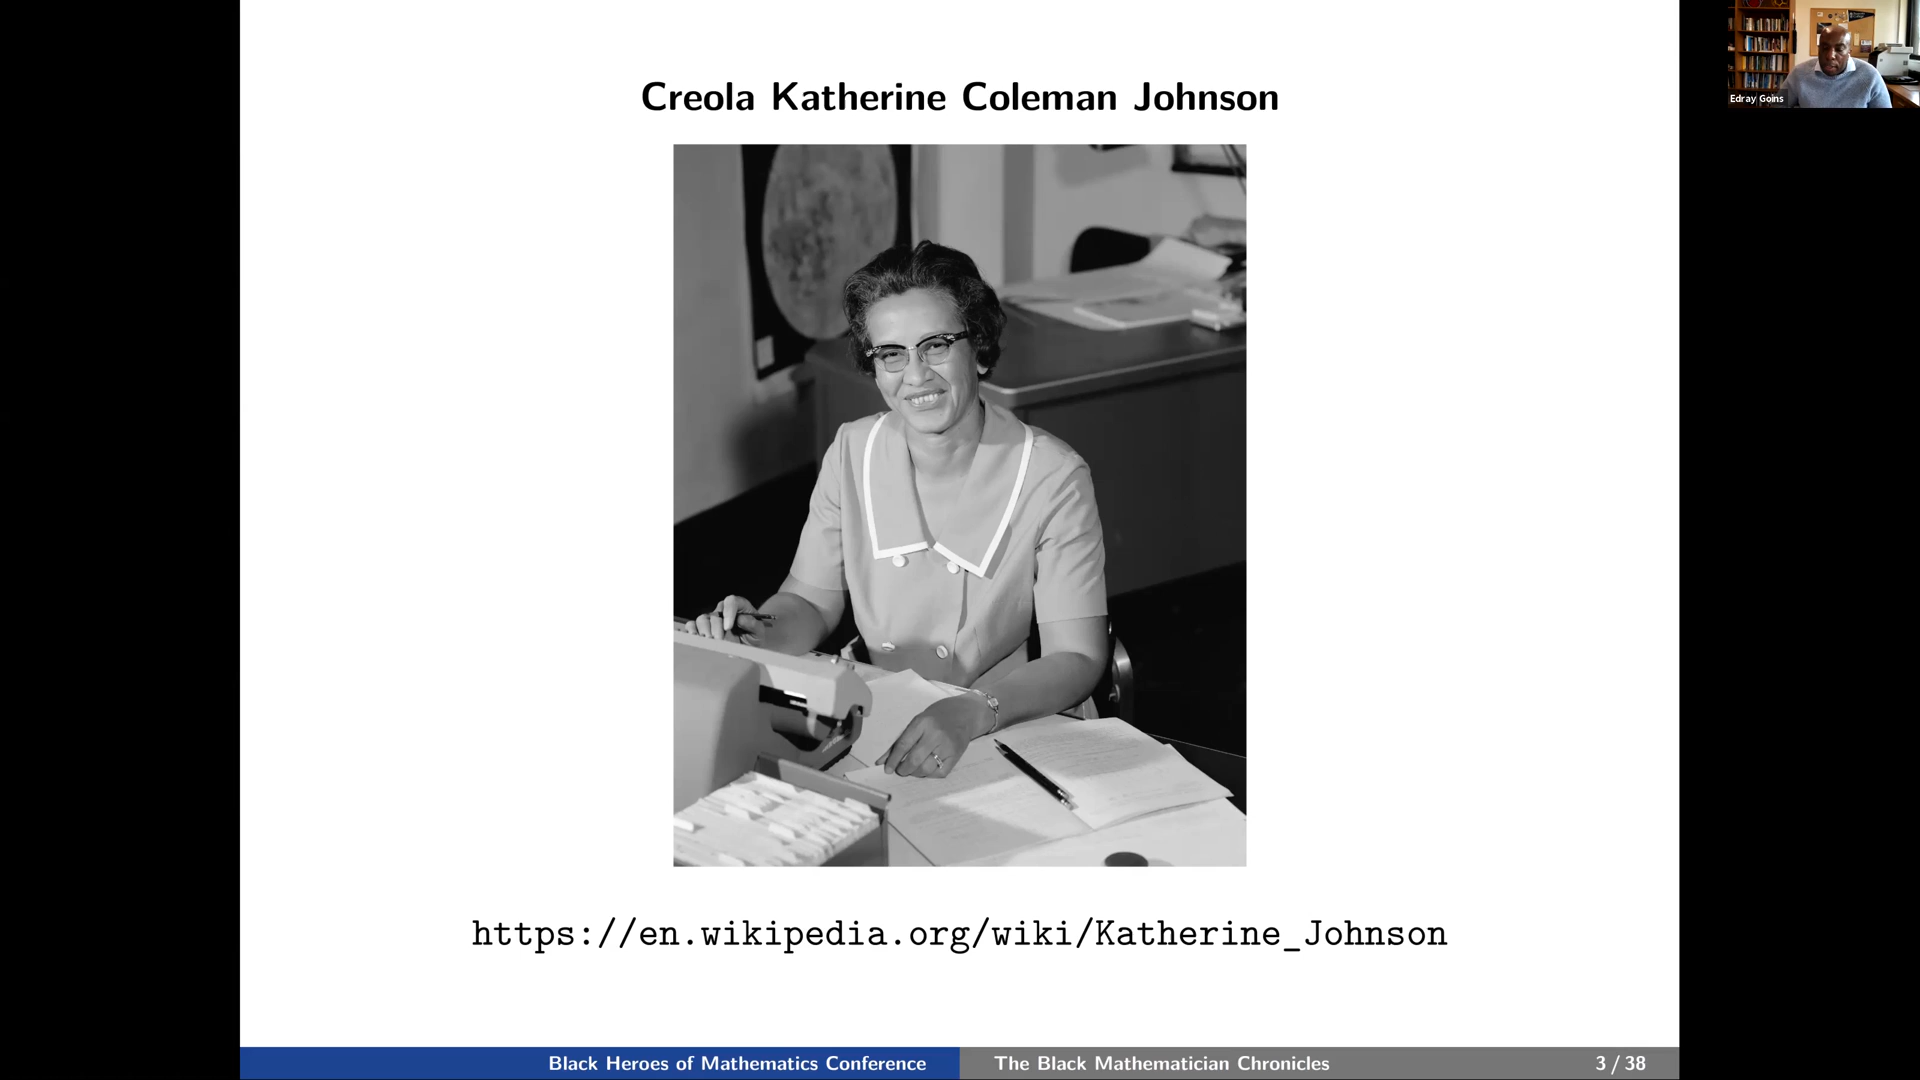 Creola Katherine Coleman Johnson
Edray Goins
https://en.wikipedia.org/wiki/Katherine_Johnson
Black Heroes of Mathematics Conference
The Black Mathematician Chronicles
3 / 38